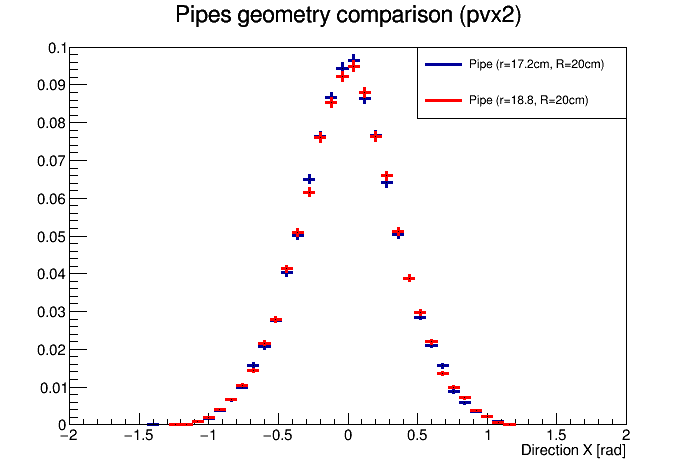 Pipes geometry comparison (pvx2)
Pipe (r=17.2cm, R=20cm)
Pipe (r=18.8, R=20cm)
0.1
0.09
0.08
0.07
0.06
0.05
0.04
0.03
0.02
0.01
0
−2 −1.5 −1 −0.5 0 0.5 1 1.5 2
Direction X [rad]